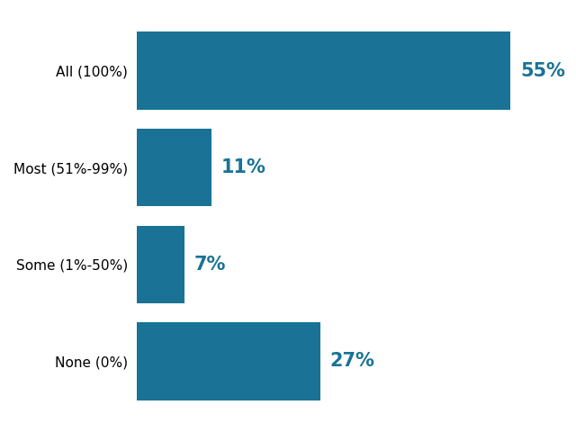 All (100%) 55%
Most (51%-99%) 11%
Some (1%-50%) 7%
None (0%) 27%